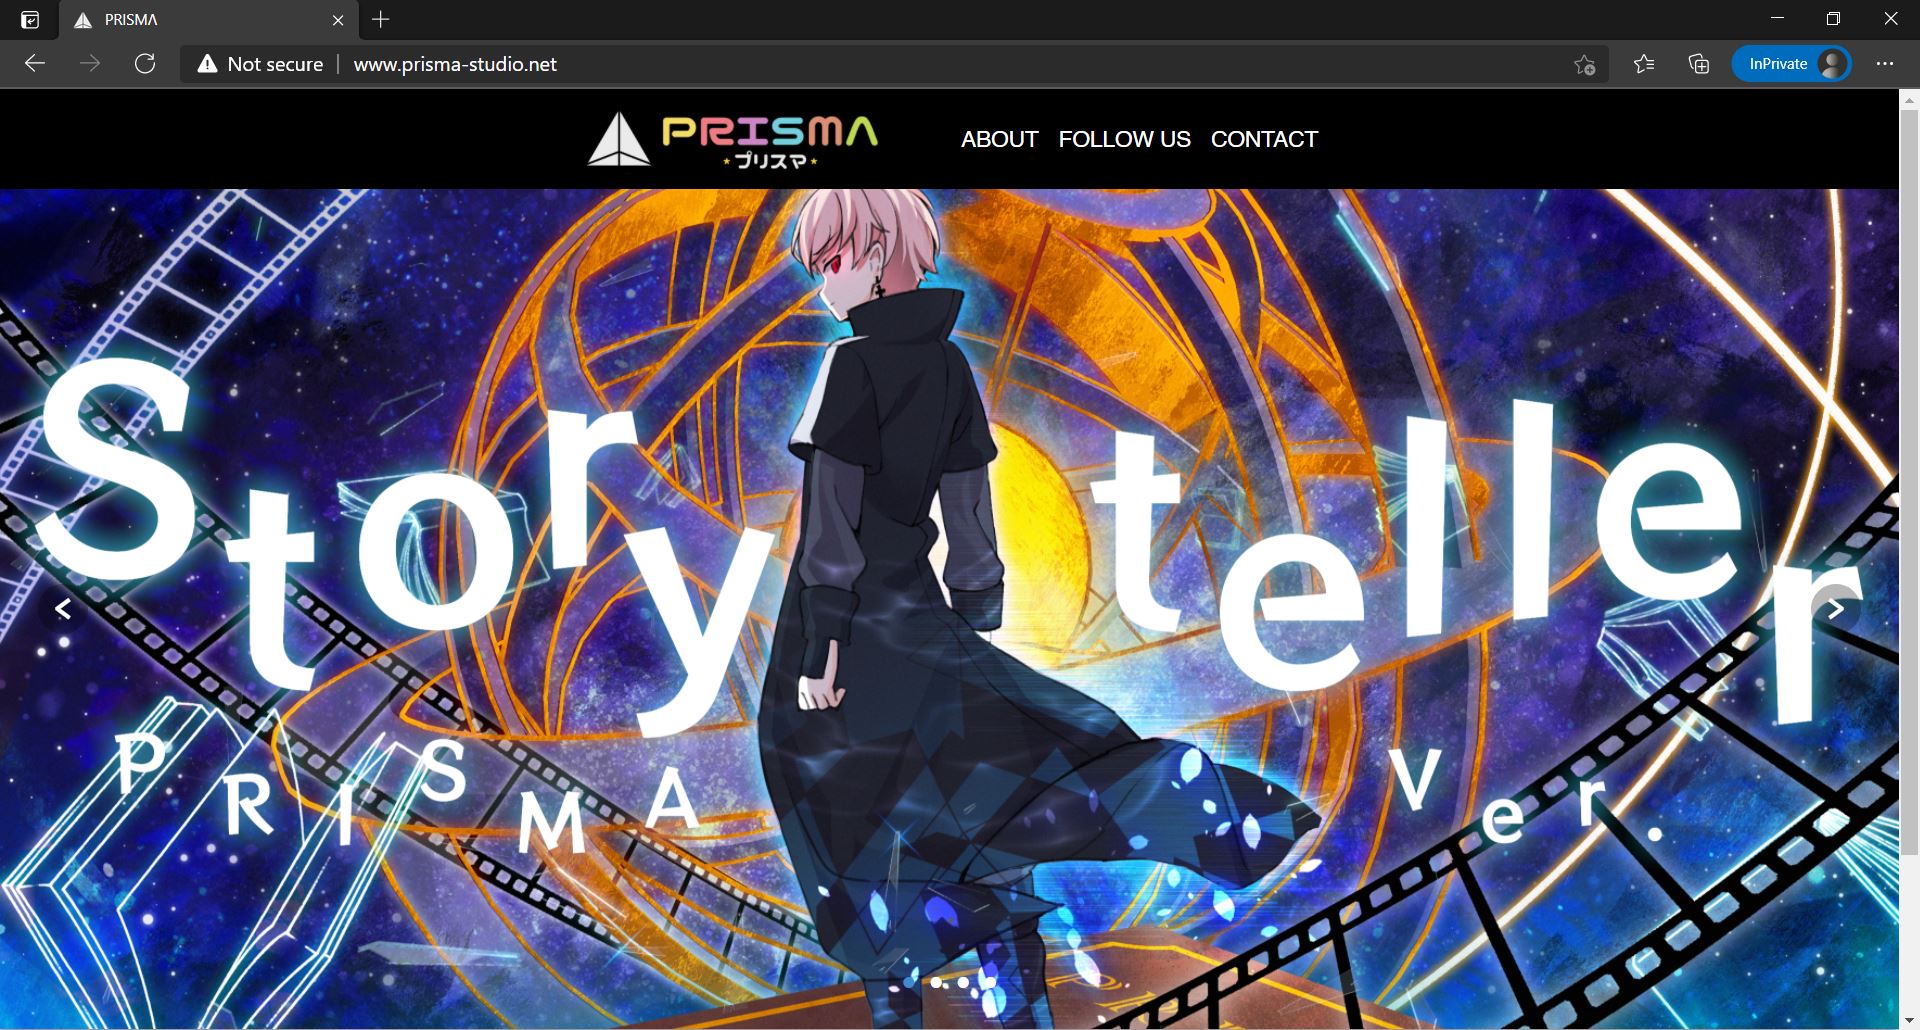 PRISMA
Not secure
www.prisma-studio.net
InPrivate
PRISMA
プリスマ
ABOUT FOLLOW US CONTACT
Storyteller
PRISMA Ver.